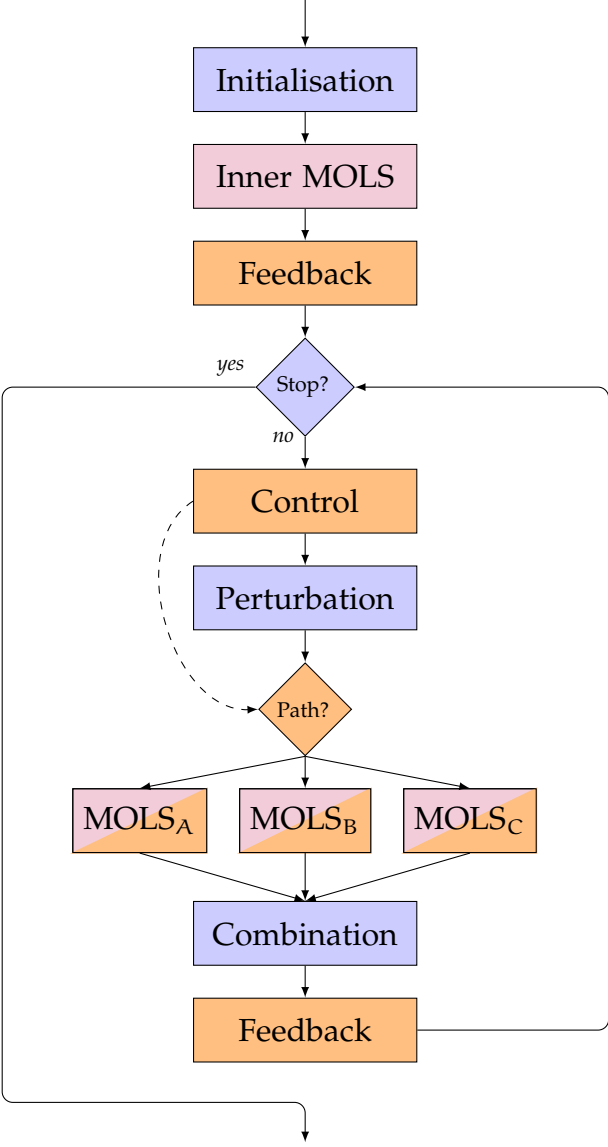 Initialisation
Inner MOLS
Feedback
yes
Stop?
no
Control
Perturbation
Path?
MOLS_A MOLS_B MOLS_C
Combination
Feedback